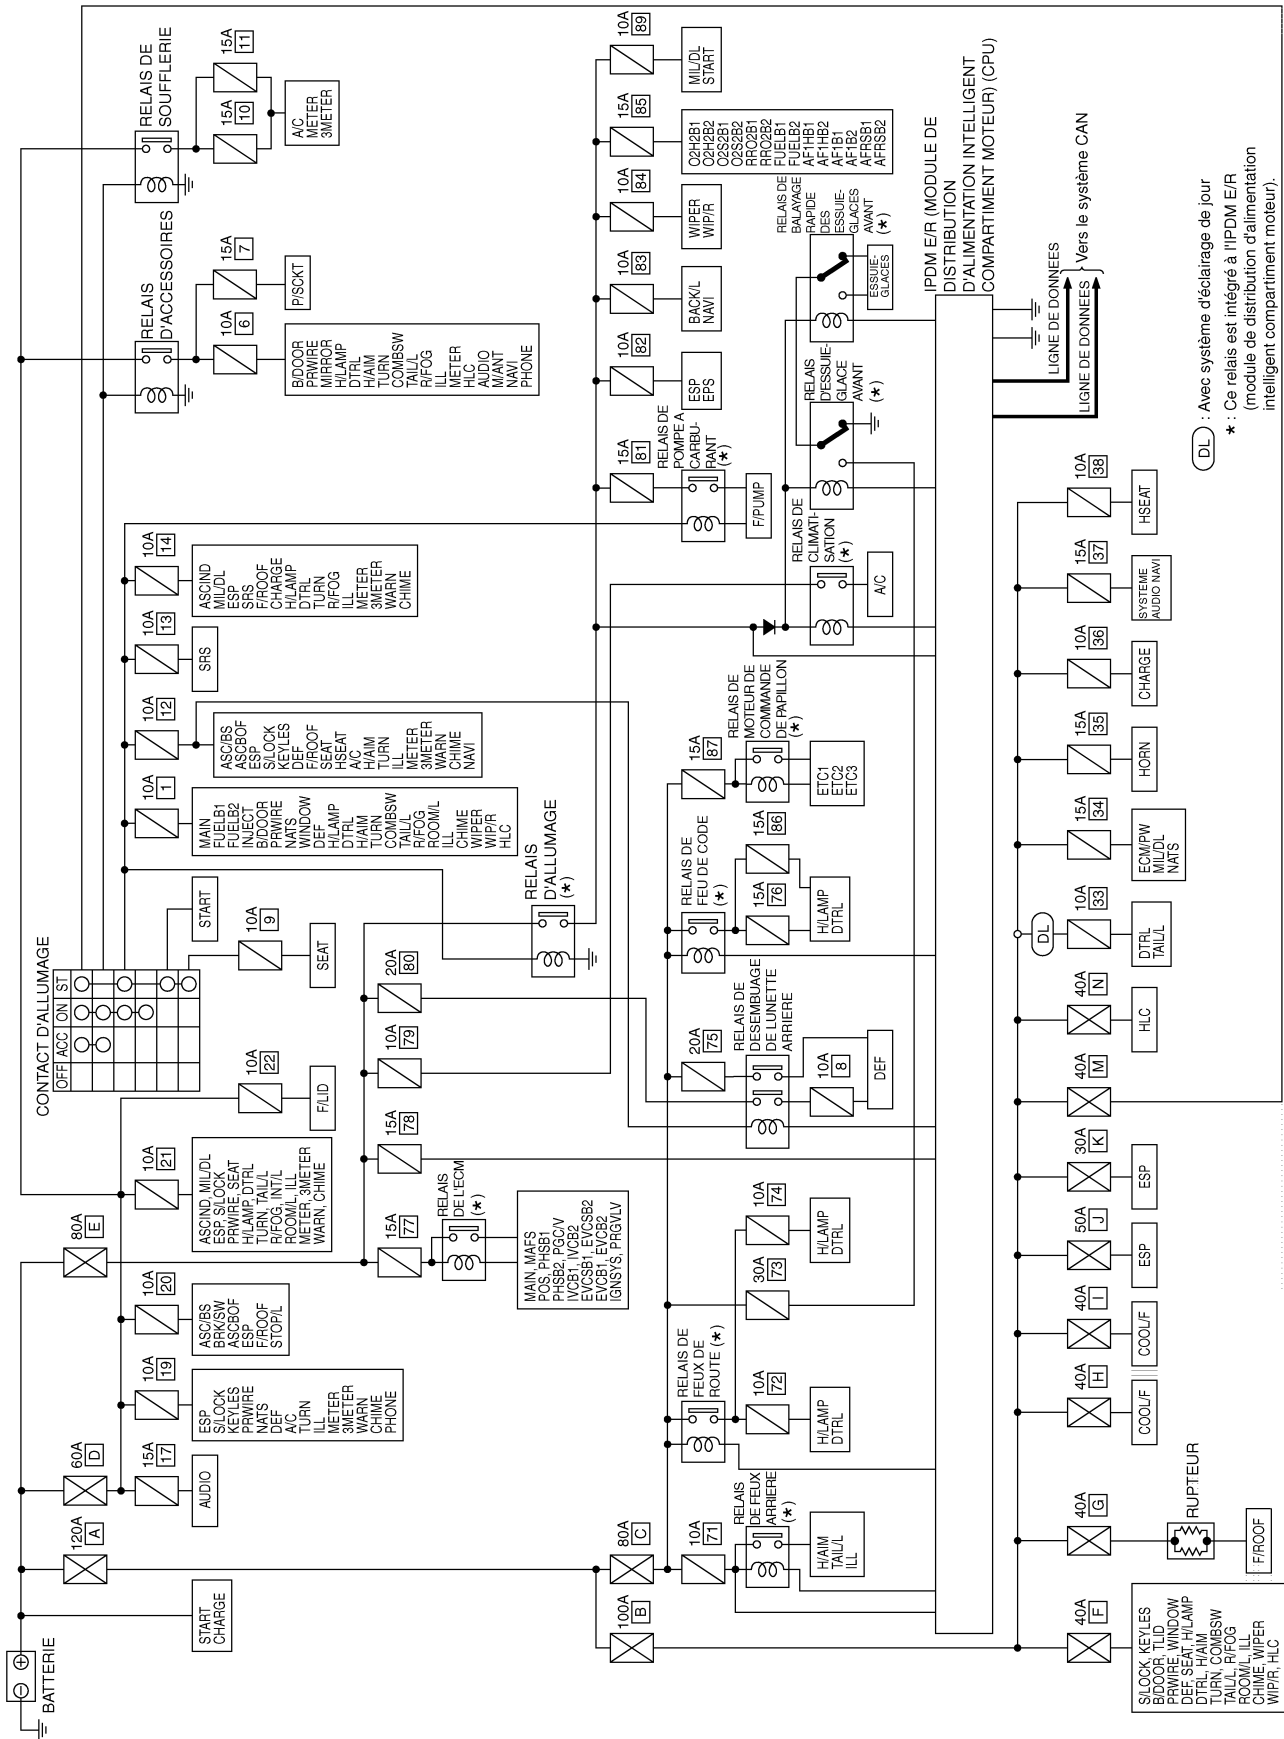 BATTERIE
START
CHARGE
120A
A
60A
D
15A
17
AUDIO
10A
19
ESP
S/LOCK
KEYLES
PRWIRE
NATS
DEF
A/C
TURN
ILL
METER
3METER
WARN
CHIME
PHONE
10A
20
ASC/BS
BRK/SW
ASCBOF
ESP
F/ROOF
STOP/L
80A
E
10A
21
ASCIND, MIL/DL
ESP, S/LOCK
PRWIRE, SEAT
H/LAMP, DTRL
TURN, TAIL/L
R/FOG, INT/L
ROOM/L, ILL
METER, 3METER
WARN, CHIME
10A
22
F/LID
CONTACT D'ALLUMAGE
OFF
ACC
ON
ST
10A
9
SEAT
START
10A
1
MAIN
FUELB1
FUELB2
INJECT
B/DOOR
PRWIRE
NATS
WINDOW
DEF
H/LAMP
DTRL
H/AIM
TURN
COMBSW
TAIL/L
R/FOG
ROOM/L
ILL
CHIME
WIPER
WIP/R
HLC
10A
12
ASC/BS
ASCBOF
ESP
S/LOCK
KEYLES
DEF
F/ROOF
SEAT
HSEAT
A/C
H/AIM
TURN
ILL
METER
3METER
WARN
CHIME
NAVI
10A
13
SRS
10A
14
ASCIND
MIL/DL
ESP
SRS
F/ROOF
CHARGE
H/LAMP
DTRL
TURN
R/FOG
ILL
METER
3METER
WARN
CHIME
RELAIS
D'ACCESSOIRES
10A
6
B/DOOR
PRWIRE
MIRROR
H/LAMP
DTRL
H/AIM
TURN
COMBSW
TAIL/L
R/FOG
ILL
METER
HLC
AUDIO
M/ANT
NAVI
PHONE
15A
7
P/SCKT
RELAIS DE
SOUFFLERIE
15A
10
15A
11
A/C
METER
3METER
15A
77
RELAIS
DE L'ECM
(*)
MAIN, MAFS
POS, PHSB1
PHSB2, PGC/V
IVCB1, IVCB2
EVCSB1, EVCSB2
EVCB1, EVCB2
IGNSYS, PRGVLV
15A
78
10A
79
20A
80
RELAIS
D'ALLUMAGE
(*)
100A
B
80A
C
10A
71
RELAIS
DE FEUX
ARRIERE
(*)
H/AIM
TAIL/L
ILL
RELAIS DE
FEUX DE
ROUTE (*)
10A
72
H/LAMP
DTRL
30A
73
10A
74
H/LAMP
DTRL
20A
75
RELAIS DE
DESEMBUAGE
DE LUNETTE
ARRIERE
10A
8
DEF
RELAIS DE
FEU DE CODE
(*)
15A
76
15A
86
H/LAMP
DTRL
15A
87
RELAIS DE
MOTEUR DE
COMMANDE
DE PAPILLON
(*)
ETC1
ETC2
ETC3
15A
81
RELAIS DE
POMPE A
CARBU-
RANT
(*)
F/PUMP
10A
82
ESP
EPS
10A
83
BACK/L
NAVI
10A
84
WIPER
WIP/R
15A
85
O2H2B1
O2H2B2
O2S2B1
O2S2B2
RRO2B1
RRO2B2
FUELB1
FUELB2
AF1HB1
AF1HB2
AF1B1
AF1B2
AFRSB1
AFRSB2
10A
89
MIL/DL
START
RELAIS DE
CLIMATI-
SATION
(*)
A/C
RELAIS
D'ESSUIE-
GLACE
AVANT
(*)
RELAIS DE
BALAYAGE
RAPIDE
DES
ESSUIE-
GLACES
AVANT
(*)
ESSUIE-
GLACES
IPDM E/R (MODULE DE
DISTRIBUTION
D'ALIMENTATION INTELLIGENT
COMPARTIMENT MOTEUR) (CPU)
LIGNE DE DONNEES
LIGNE DE DONNEES
Vers le système CAN
40A
F
S/LOCK, KEYLES
B/DOOR, TLID
PRWIRE, WINDOW
DEF, SEAT, H/LAMP
DTRL, H/AIM
TURN, COMBSW
TAIL/L, R/FOG
ROOM/L, ILL
CHIME, WIPER
WIP/R, HLC
40A
G
RUPTEUR
F/ROOF
40A
H
COOL/F
40A
I
COOL/F
50A
J
ESP
30A
K
ESP
40A
M
40A
N
HLC
DL
10A
33
DTRL
TAIL/L
15A
34
ECM/PW
MIL/DL
NATS
15A
35
HORN
10A
36
CHARGE
15A
37
SYSTEME
AUDIO NAVI
10A
38
HSEAT
DL : Avec système d'éclairage de jour
* : Ce relais est intégré à l'IPDM E/R
(module de distribution d'alimentation
intelligent compartiment moteur).